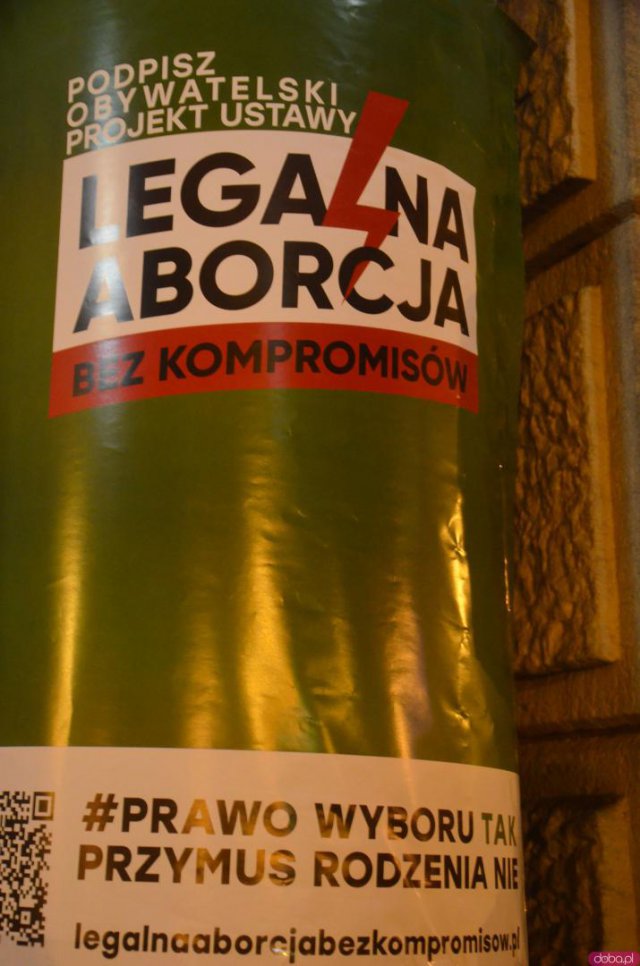 PODPISZ
OBYWATELSKI
PROJEKT USTAWY
LEGALNA
ABORCJA
BEZ KOMPROMISÓW
#PRAWO WYBORU TAK
PRZYMUS RODZENIA NIE
legalnaaborcjabezkompromisow.pl
doba.pl